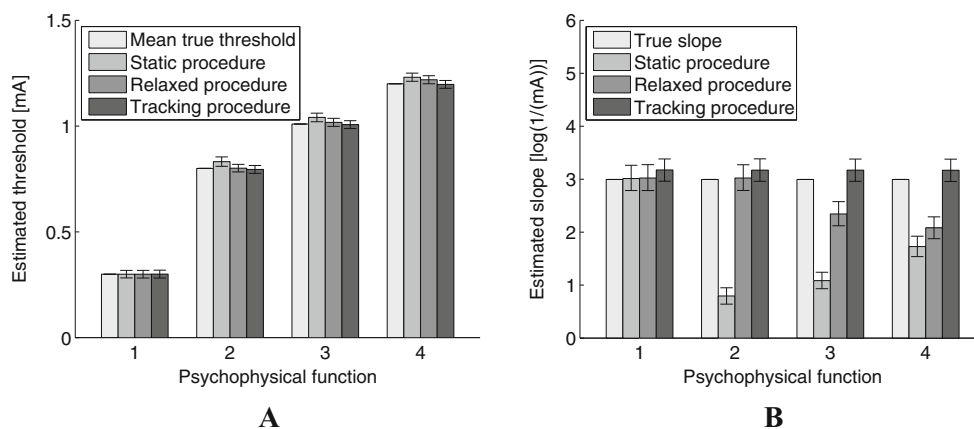 1.5
1
0.5
0
Estimated threshold [mA]
Mean true threshold
Static procedure
Relaxed procedure
Tracking procedure
1 2 3 4
Psychophysical function
A
6
5
4
3
2
1
0
Estimated slope [log(1/(mA))]
True slope
Static procedure
Relaxed procedure
Tracking procedure
1 2 3 4
Psychophysical function
B